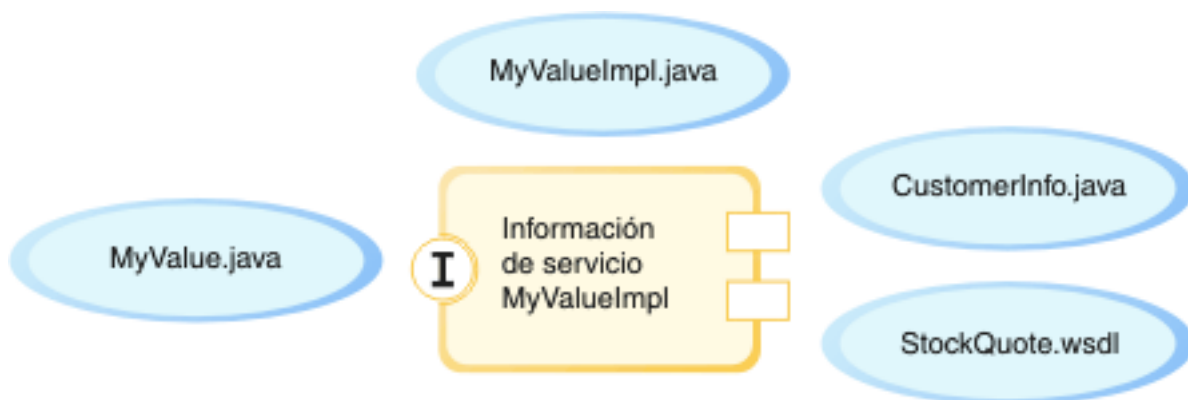 MyValueImpl.java
CustomerInfo.java
MyValue.java
I
Información
de servicio
MyValueImpl
StockQuote.wsdl